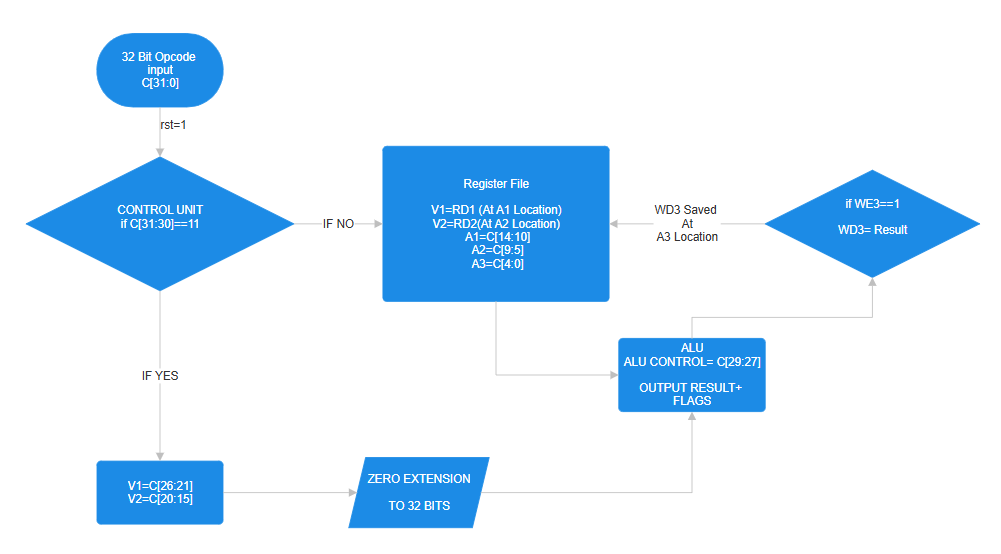 32 Bit Opcode
input
C[31:0]
rst=1
CONTROL UNIT
if C[31:30]==11
IF NO
Register File
V1=RD1 (At A1 Location)
V2=RD2(At A2 Location)
A1=C[14:10]
A2=C[9:5]
A3=C[4:0]
WD3 Saved
At
A3 Location
if WE3==1
WD3= Result
ALU
ALU CONTROL= C[29:27]
OUTPUT RESULT+
FLAGS
IF YES
V1=C[26:21]
V2=C[20:15]
ZERO EXTENSION
TO 32 BITS